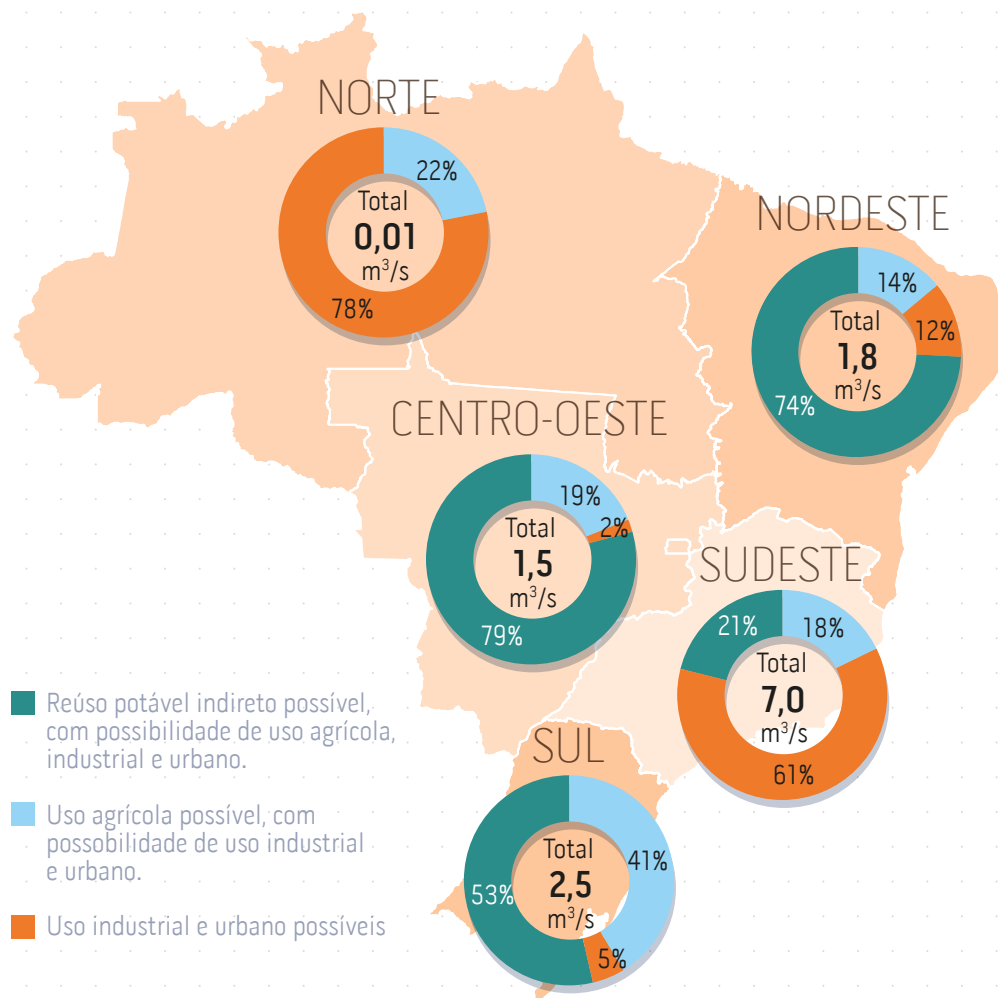 NORTE
22%
Total
0,01
m³/s
78%
NORDESTE
14%
12%
Total
1,8
m³/s
74%
CENTRO-OESTE
19%
2%
Total
1,5
m³/s
79%
SUDESTE
21%
18%
Total
7,0
m³/s
61%
SUL
Total
2,5
m³/s
41%
53%
5%
Reúso potável indireto possível,
com possibilidade de uso agrícola,
industrial e urbano.
Uso agrícola possível, com
possobilidade de uso industrial
e urbano.
Uso industrial e urbano possíveis